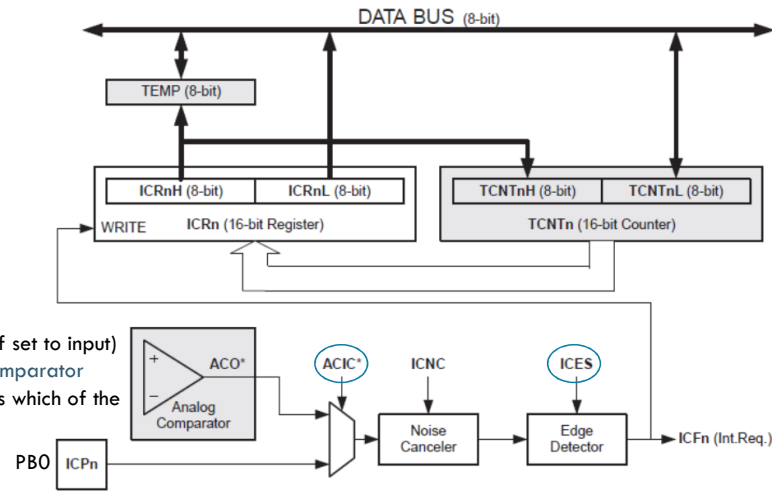 DATA BUS (8-bit)
TEMP (8-bit)
ICRnH (8-bit) ICRnL (8-bit)
WRITE ICRn (16-bit Register)
TCNTnH (8-bit) TCNTnL (8-bit)
TCNTn (16-bit Counter)
f set to input)
mparator
s which of the
+
−
ACO*
Analog
Comparator
ACIC*
ICNC
ICES
Noise
Canceler
Edge
Detector
ICFn (Int.Req.)
PB0 ICPn